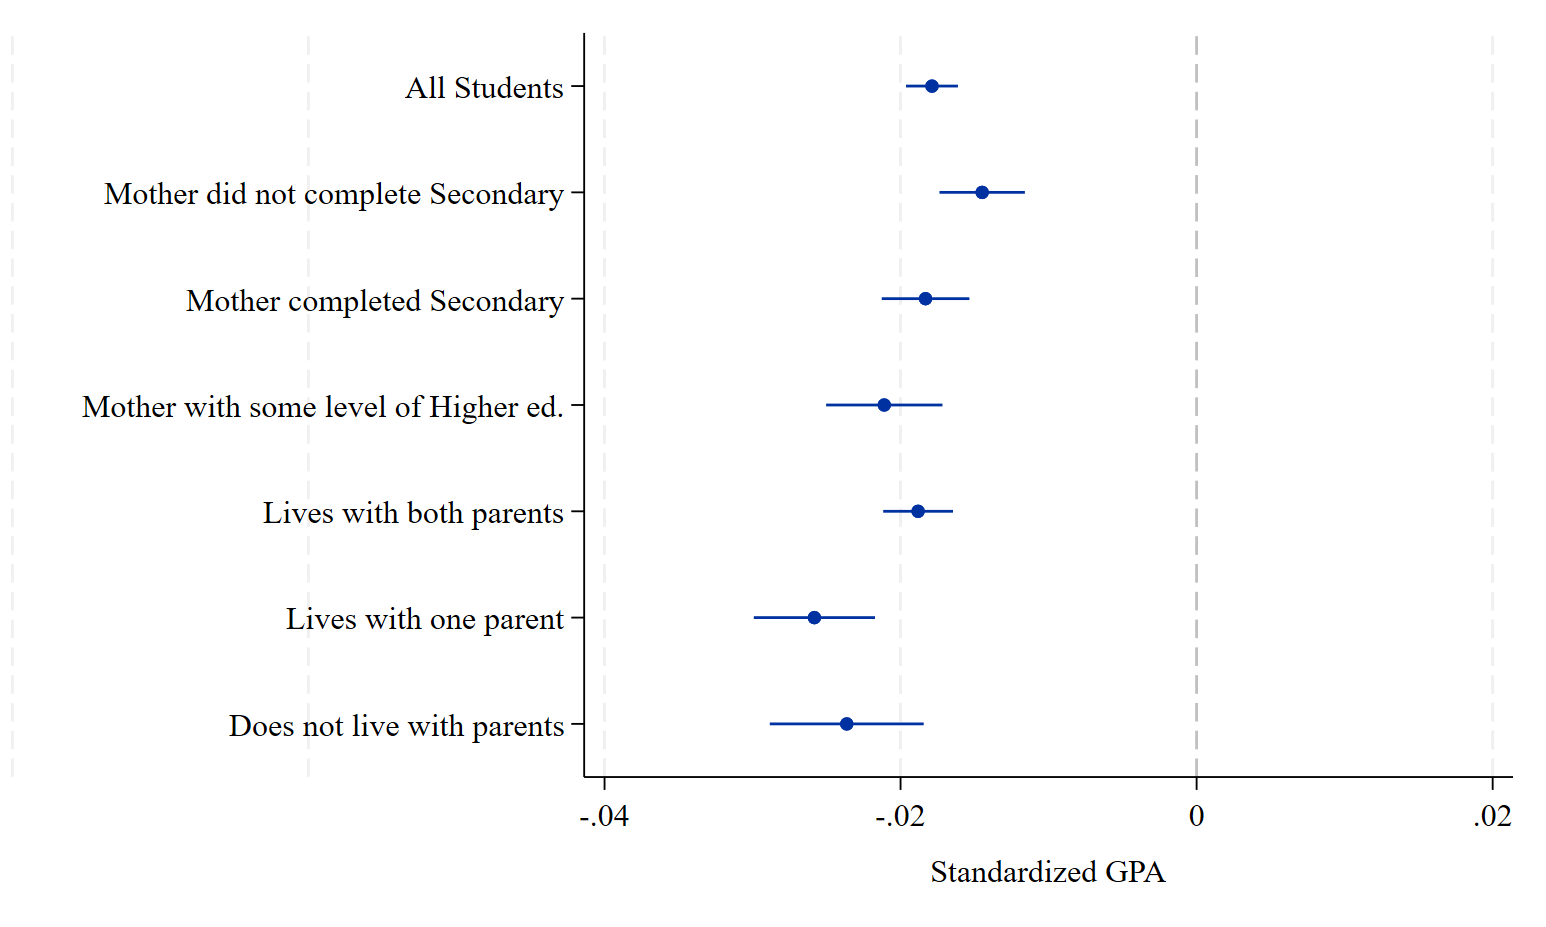 All Students
Mother did not complete Secondary
Mother completed Secondary
Mother with some level of Higher ed.
Lives with both parents
Lives with one parent
Does not live with parents
-.04 -.02 0 .02
Standardized GPA